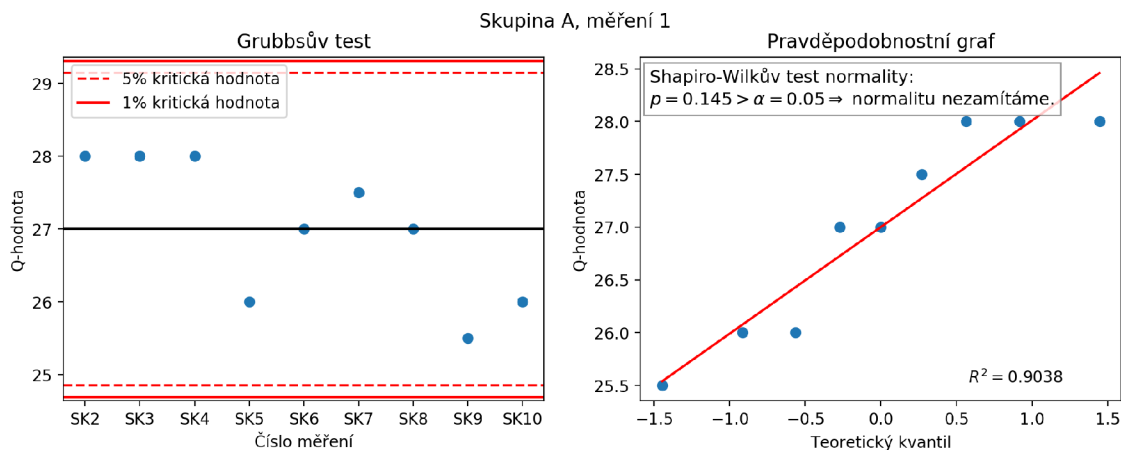 Skupina A, měření 1
Grubbsův test
5% kritická hodnota
1% kritická hodnota
Q-hodnota
29
28
27
26
25
SK2 SK3 SK4 SK5 SK6 SK7 SK8 SK9 SK10
Číslo měření
Pravděpodobnostní graf
Shapiro-Wilkův test normality:
p = 0.145 > α = 0.05 ⇒ normalitu nezamítáme.
Q-hodnota
28.5
28.0
27.5
27.0
26.5
26.0
25.5
R² = 0.9038
−1.5 −1.0 −0.5 0.0 0.5 1.0 1.5
Teoretický kvantil